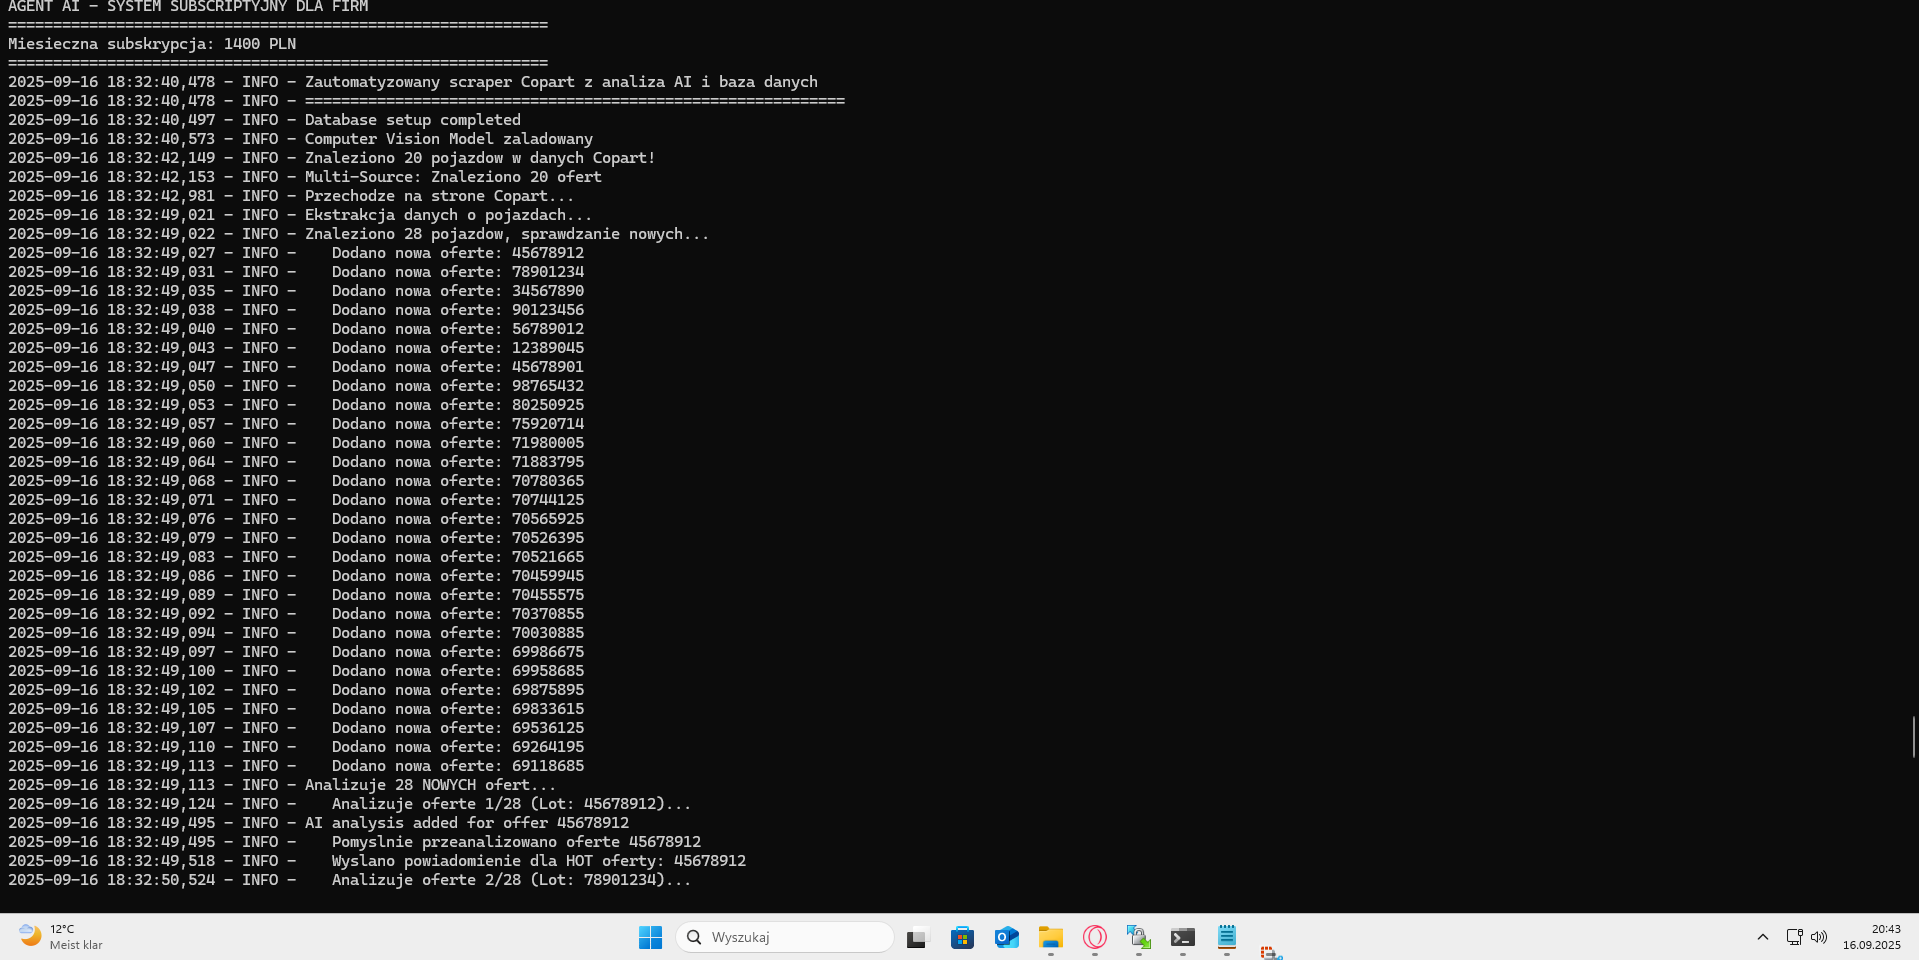 AGENT AI - SYSTEM SUBSCRIPTYJNY DLA FIRM
============================================================
Miesieczna subskrypcja: 1400 PLN
============================================================
2025-09-16 18:32:40,478 - INFO - Zautomatyzowany scraper Copart z analiza AI i baza danych
2025-09-16 18:32:40,478 - INFO - ============================================================
2025-09-16 18:32:40,497 - INFO - Database setup completed
2025-09-16 18:32:40,573 - INFO - Computer Vision Model zaladowany
2025-09-16 18:32:42,149 - INFO - Znaleziono 20 pojazdow w danych Copart!
2025-09-16 18:32:42,153 - INFO - Multi-Source: Znaleziono 20 ofert
2025-09-16 18:32:42,981 - INFO - Przechodze na strone Copart...
2025-09-16 18:32:49,021 - INFO - Ekstrakcja danych o pojazdach...
2025-09-16 18:32:49,022 - INFO - Znaleziono 28 pojazdow, sprawdzanie nowych...
2025-09-16 18:32:49,027 - INFO -    Dodano nowa oferte: 45678912
2025-09-16 18:32:49,031 - INFO -    Dodano nowa oferte: 78901234
2025-09-16 18:32:49,035 - INFO -    Dodano nowa oferte: 34567890
2025-09-16 18:32:49,038 - INFO -    Dodano nowa oferte: 90123456
2025-09-16 18:32:49,040 - INFO -    Dodano nowa oferte: 56789012
2025-09-16 18:32:49,043 - INFO -    Dodano nowa oferte: 12389045
2025-09-16 18:32:49,047 - INFO -    Dodano nowa oferte: 45678901
2025-09-16 18:32:49,050 - INFO -    Dodano nowa oferte: 98765432
2025-09-16 18:32:49,053 - INFO -    Dodano nowa oferte: 80250925
2025-09-16 18:32:49,057 - INFO -    Dodano nowa oferte: 75920714
2025-09-16 18:32:49,060 - INFO -    Dodano nowa oferte: 71980005
2025-09-16 18:32:49,064 - INFO -    Dodano nowa oferte: 71883795
2025-09-16 18:32:49,068 - INFO -    Dodano nowa oferte: 70780365
2025-09-16 18:32:49,071 - INFO -    Dodano nowa oferte: 70744125
2025-09-16 18:32:49,076 - INFO -    Dodano nowa oferte: 70565925
2025-09-16 18:32:49,079 - INFO -    Dodano nowa oferte: 70526395
2025-09-16 18:32:49,083 - INFO -    Dodano nowa oferte: 70521665
2025-09-16 18:32:49,086 - INFO -    Dodano nowa oferte: 70459945
2025-09-16 18:32:49,089 - INFO -    Dodano nowa oferte: 70455575
2025-09-16 18:32:49,092 - INFO -    Dodano nowa oferte: 70370855
2025-09-16 18:32:49,094 - INFO -    Dodano nowa oferte: 70030885
2025-09-16 18:32:49,097 - INFO -    Dodano nowa oferte: 69986675
2025-09-16 18:32:49,100 - INFO -    Dodano nowa oferte: 69958685
2025-09-16 18:32:49,102 - INFO -    Dodano nowa oferte: 69875895
2025-09-16 18:32:49,105 - INFO -    Dodano nowa oferte: 69833615
2025-09-16 18:32:49,107 - INFO -    Dodano nowa oferte: 69536125
2025-09-16 18:32:49,110 - INFO -    Dodano nowa oferte: 69264195
2025-09-16 18:32:49,113 - INFO -    Dodano nowa oferte: 69118685
2025-09-16 18:32:49,113 - INFO - Analizuje 28 NOWYCH ofert...
2025-09-16 18:32:49,124 - INFO -    Analizuje oferte 1/28 (Lot: 45678912)...
2025-09-16 18:32:49,495 - INFO - AI analysis added for offer 45678912
2025-09-16 18:32:49,495 - INFO -    Pomyslnie przeanalizowano oferte 45678912
2025-09-16 18:32:49,518 - INFO -    Wyslano powiadomienie dla HOT oferty: 45678912
2025-09-16 18:32:50,524 - INFO -    Analizuje oferte 2/28 (Lot: 78901234)...
12°C
Meist klar
Wyszukaj
20:43
16.09.2025